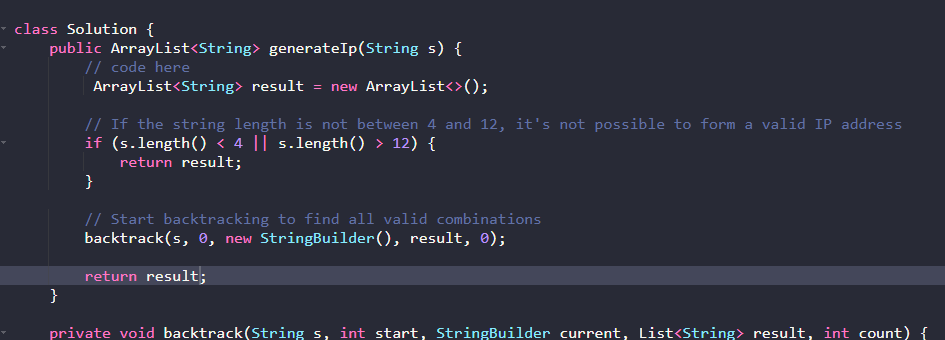 class Solution {
public ArrayList<String> generateIp(String s) {
// code here
ArrayList<String> result = new ArrayList<>();
// If the string length is not between 4 and 12, it's not possible to form a valid IP address
if (s.length() < 4 || s.length() > 12) {
return result;
}
// Start backtracking to find all valid combinations
backtrack(s, 0, new StringBuilder(), result, 0);
return result;
}
private void backtrack(String s, int start, StringBuilder current, List<String> result, int count) {